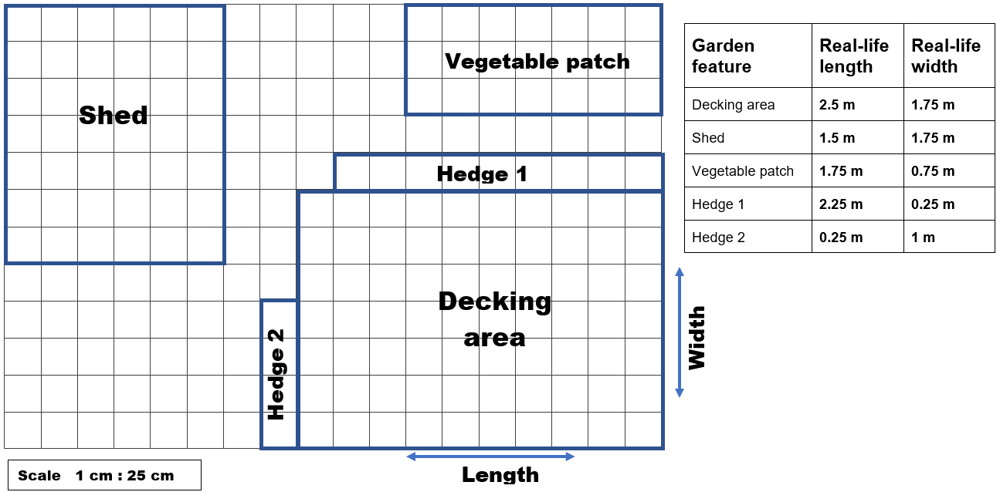 Shed
Vegetable patch
Hedge 1
Decking
area
Hedge 2
Scale 1 cm : 25 cm
Length
Width
Garden feature Real-life length Real-life width
Decking area 2.5 m 1.75 m
Shed 1.5 m 1.75 m
Vegetable patch 1.75 m 0.75 m
Hedge 1 2.25 m 0.25 m
Hedge 2 0.25 m 1 m